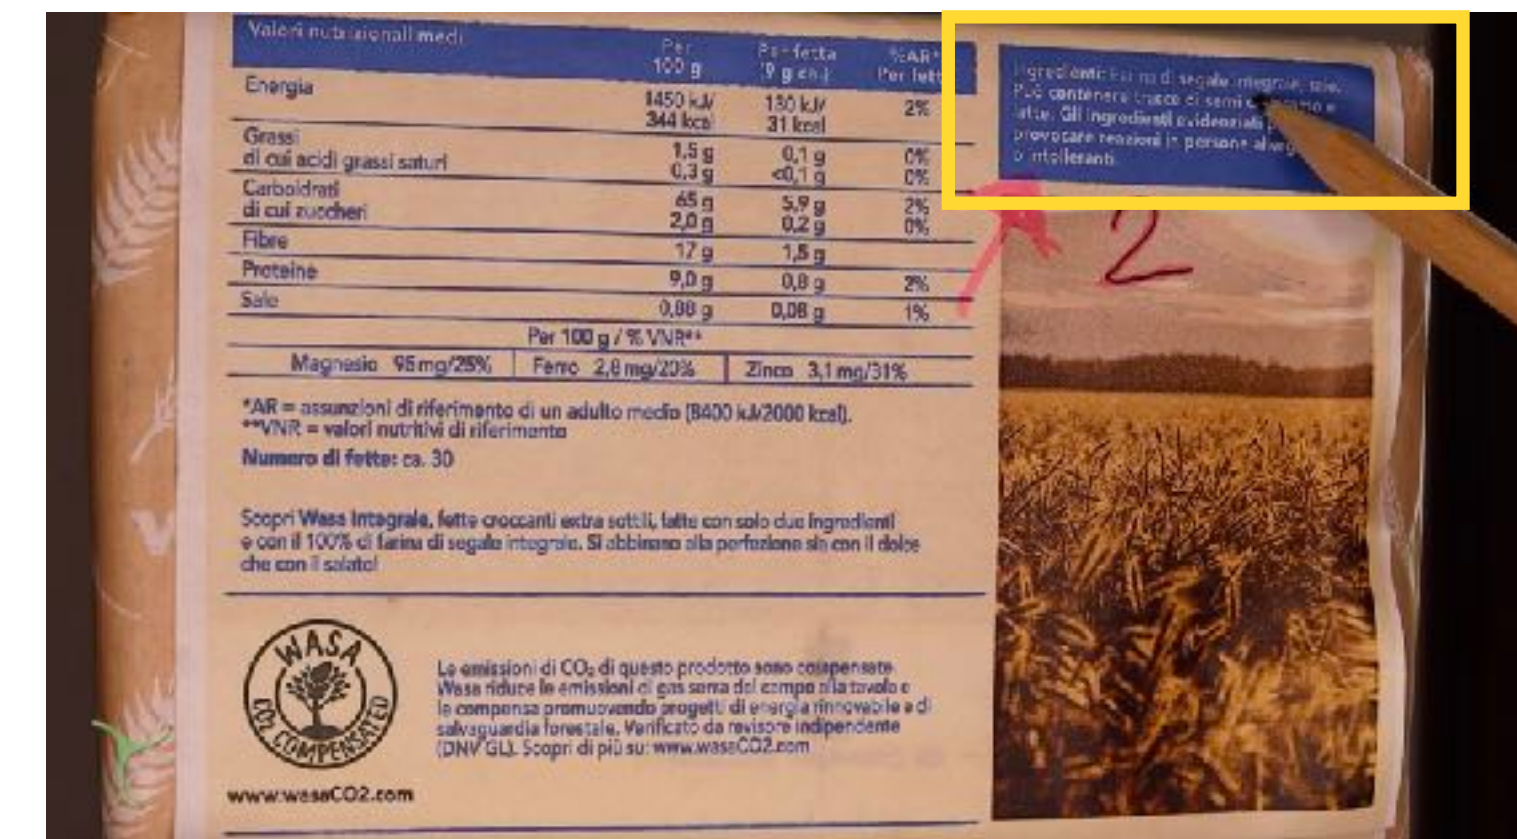 Valori nutrizionali medi
Per 100 g
Per fetta (9 g ca.)
%AR* Per fett
Energia 1450 kJ/ 344 kcal 130 kJ/ 31 kcal 2%
Grassi 1,5 g 0,1 g 0%
di cui acidi grassi saturi 0,3 g <0,1 g 0%
Carboidrati 65 g 5,9 g 2%
di cui zuccheri 2,0 g 0,2 g 0%
Fibre 17 g 1,5 g
Proteine 9,0 g 0,8 g 2%
Sale 0,88 g 0,08 g 1%
Per 100 g / % VNR**
Magnesio 95 mg/25% Ferro 2,8 mg/20% Zinco 3,1 mg/31%
*AR = assunzioni di riferimento di un adulto medio (8400 kJ/2000 kcal).
**VNR = valori nutritivi di riferimento
Numero di fette: ca. 30
Scopri Wasa Integrale, fette croccanti extra sottili, fatte con solo due ingredienti
e con il 100% di farina di segale integrale. Si abbinano alla perfezione sia con il dolce
che con il salato!
WASA
CO2 COMPENSATED
Le emissioni di CO₂ di questo prodotto sono compensate.
Wasa riduce le emissioni di gas serra dal campo alla tavola e
le compensa promuovendo progetti di energia rinnovabile e di
salvaguardia forestale. Verificato da revisore indipendente
(DNV GL). Scopri di più su: www.wasaCO2.com
www.wasaCO2.com
Ingredienti: Farina di segale integrale, sale.
Può contenere tracce di semi e
latte. Gli ingredienti evidenziati
provocare reazioni in persone allerg
o intolleranti.
2